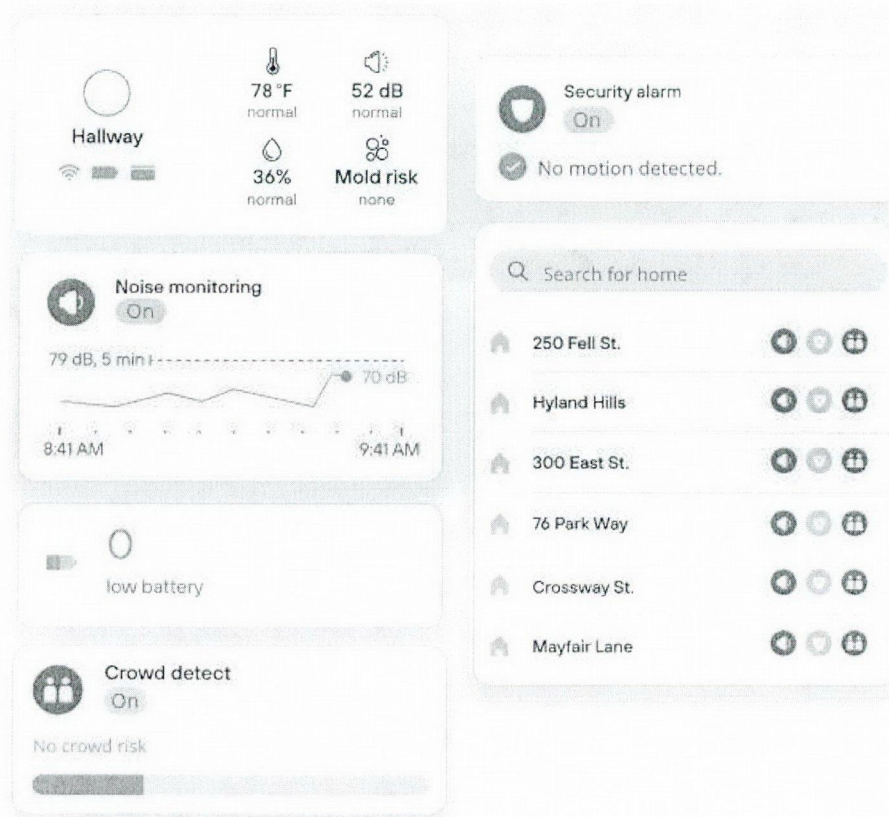 78 °F
normal
52 dB
normal
Hallway
36%
normal
Mold risk
none
Noise monitoring
On
79 dB, 5 min
70 dB
8:41 AM
9:41 AM
0
low battery
Crowd detect
On
No crowd risk
Security alarm
On
No motion detected.
Search for home
250 Fell St.
Hyland Hills
300 East St.
76 Park Way
Crossway St.
Mayfair Lane